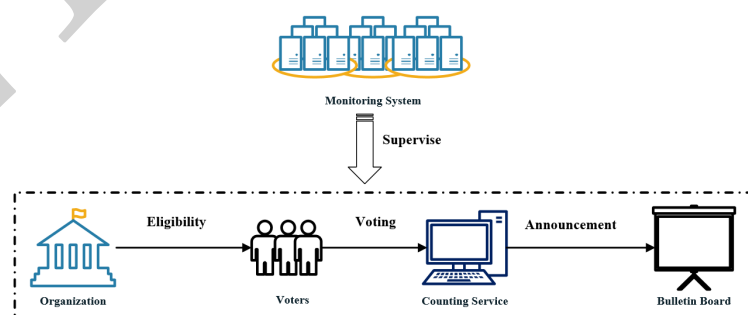 Monitoring System
Supervise
Eligibility
Voting
Announcement
Organization
Voters
Counting Service
Bulletin Board